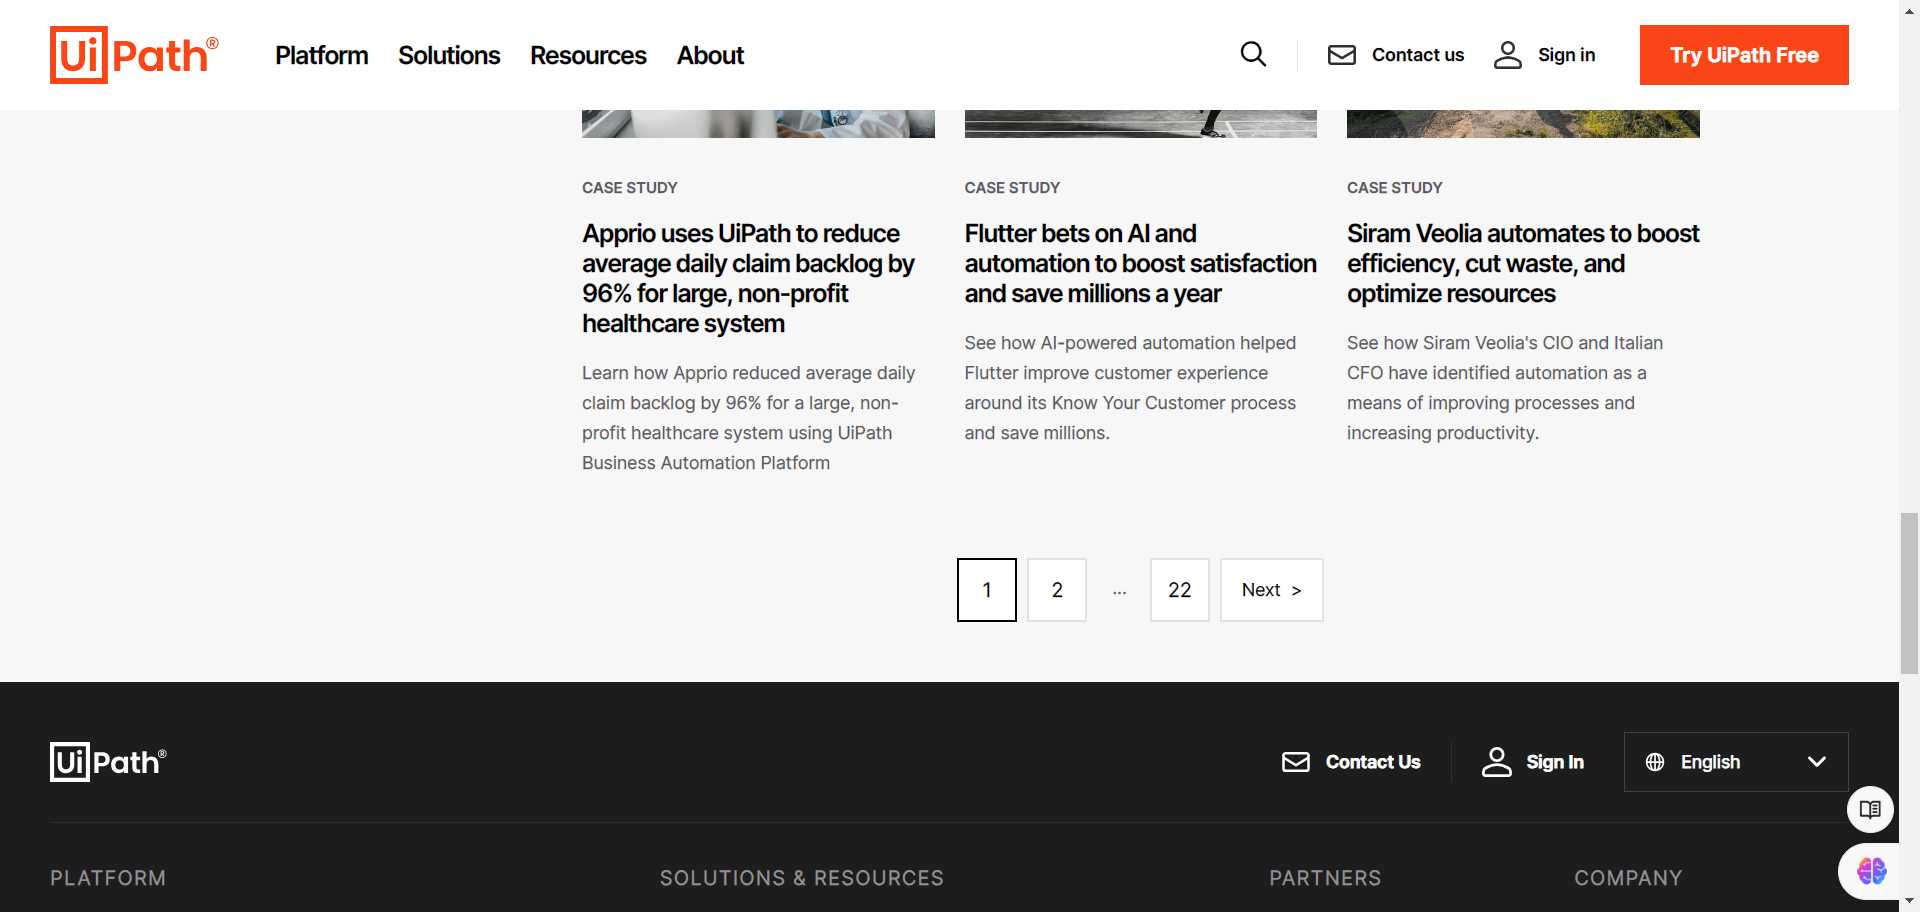 UiPath®
Platform
Solutions
Resources
About
Contact us
Sign in
Try UiPath Free
CASE STUDY
Apprio uses UiPath to reduce
average daily claim backlog by
96% for large, non-profit
healthcare system
Learn how Apprio reduced average daily
claim backlog by 96% for a large, non-
profit healthcare system using UiPath
Business Automation Platform
CASE STUDY
Flutter bets on AI and
automation to boost satisfaction
and save millions a year
See how AI-powered automation helped
Flutter improve customer experience
around its Know Your Customer process
and save millions.
CASE STUDY
Siram Veolia automates to boost
efficiency, cut waste, and
optimize resources
See how Siram Veolia's CIO and Italian
CFO have identified automation as a
means of improving processes and
increasing productivity.
1
2
...
22
Next >
UiPath®
Contact Us
Sign In
English
PLATFORM
SOLUTIONS & RESOURCES
PARTNERS
COMPANY